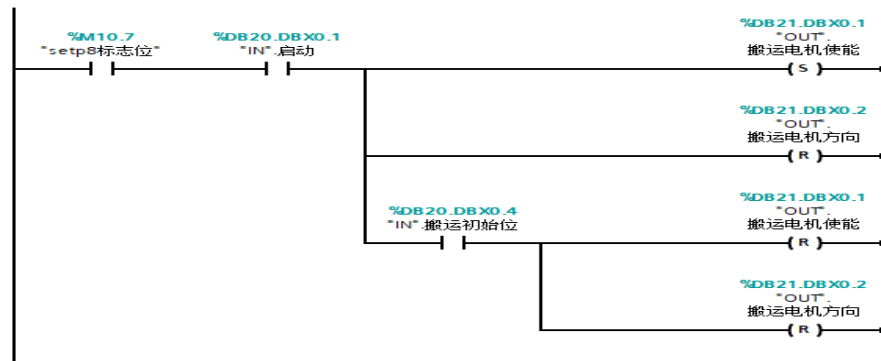 %M10.7
"setp8标志位"
%DB20.DBX0.1
"IN".启动
%DB21.DBX0.1
"OUT".
搬运电机使能
S
%DB21.DBX0.2
"OUT".
搬运电机方向
R
%DB20.DBX0.4
"IN".搬运初始位
%DB21.DBX0.1
"OUT".
搬运电机使能
R
%DB21.DBX0.2
"OUT".
搬运电机方向
R